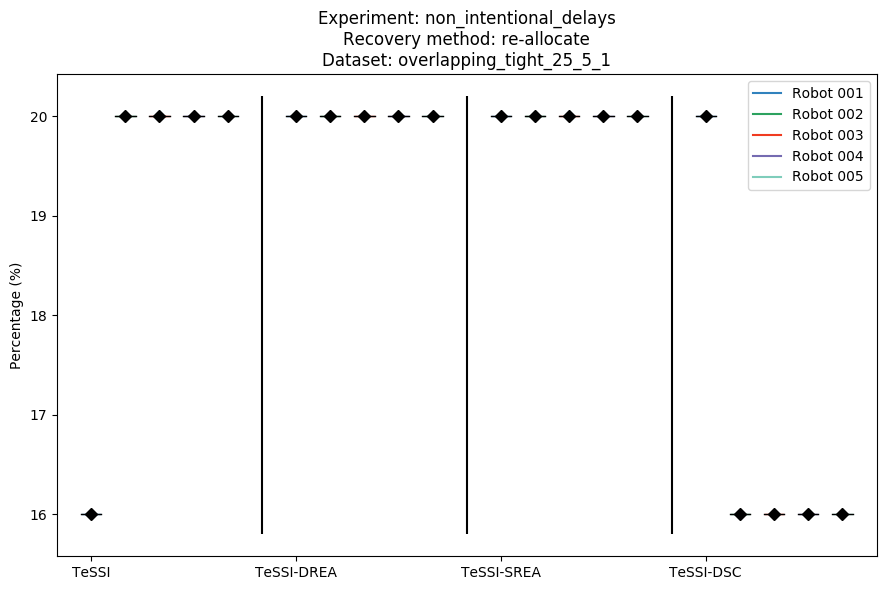 Experiment: non_intentional_delays
Recovery method: re-allocate
Dataset: overlapping_tight_25_5_1
Robot 001
Robot 002
Robot 003
Robot 004
Robot 005
Percentage (%)
20
19
18
17
16
TeSSI
TeSSI-DREA
TeSSI-SREA
TeSSI-DSC